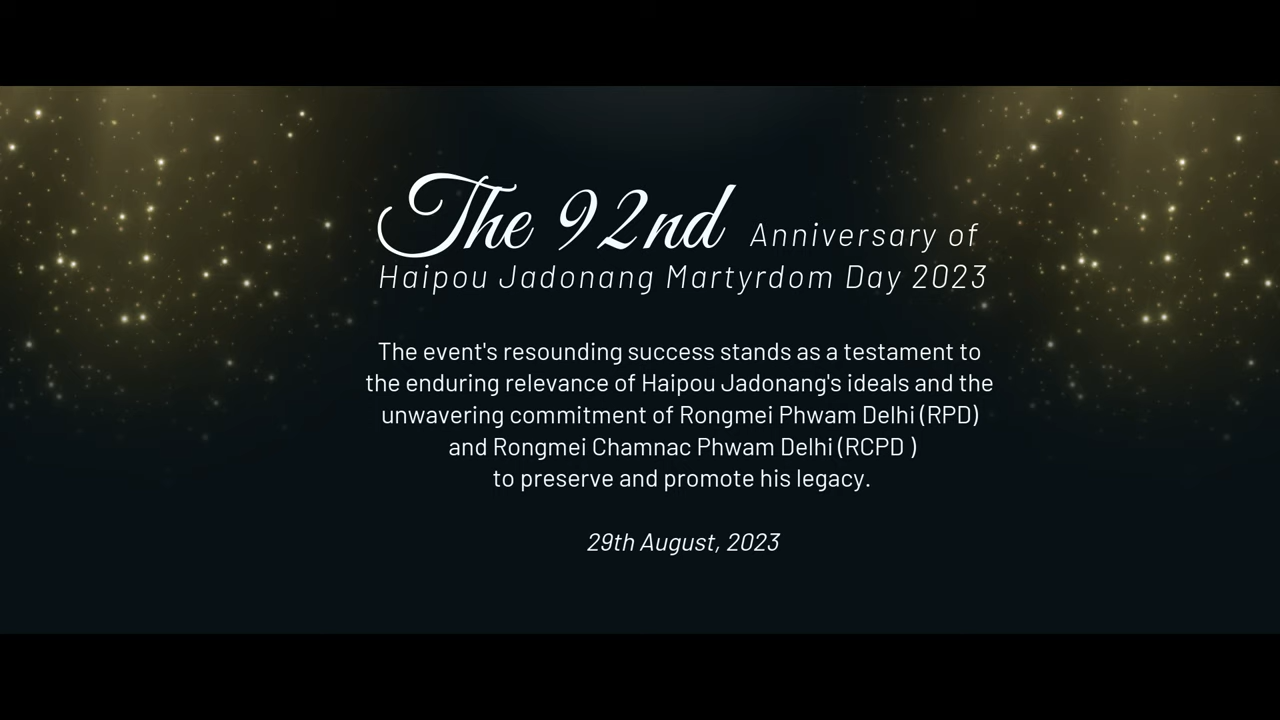 The 92nd Anniversary of
Haipou Jadonang Martyrdom Day 2023
The event's resounding success stands as a testament to
the enduring relevance of Haipou Jadonang's ideals and the
unwavering commitment of Rongmei Phwam Delhi (RPD)
and Rongmei Chamnac Phwam Delhi (RCPD )
to preserve and promote his legacy.
29th August, 2023